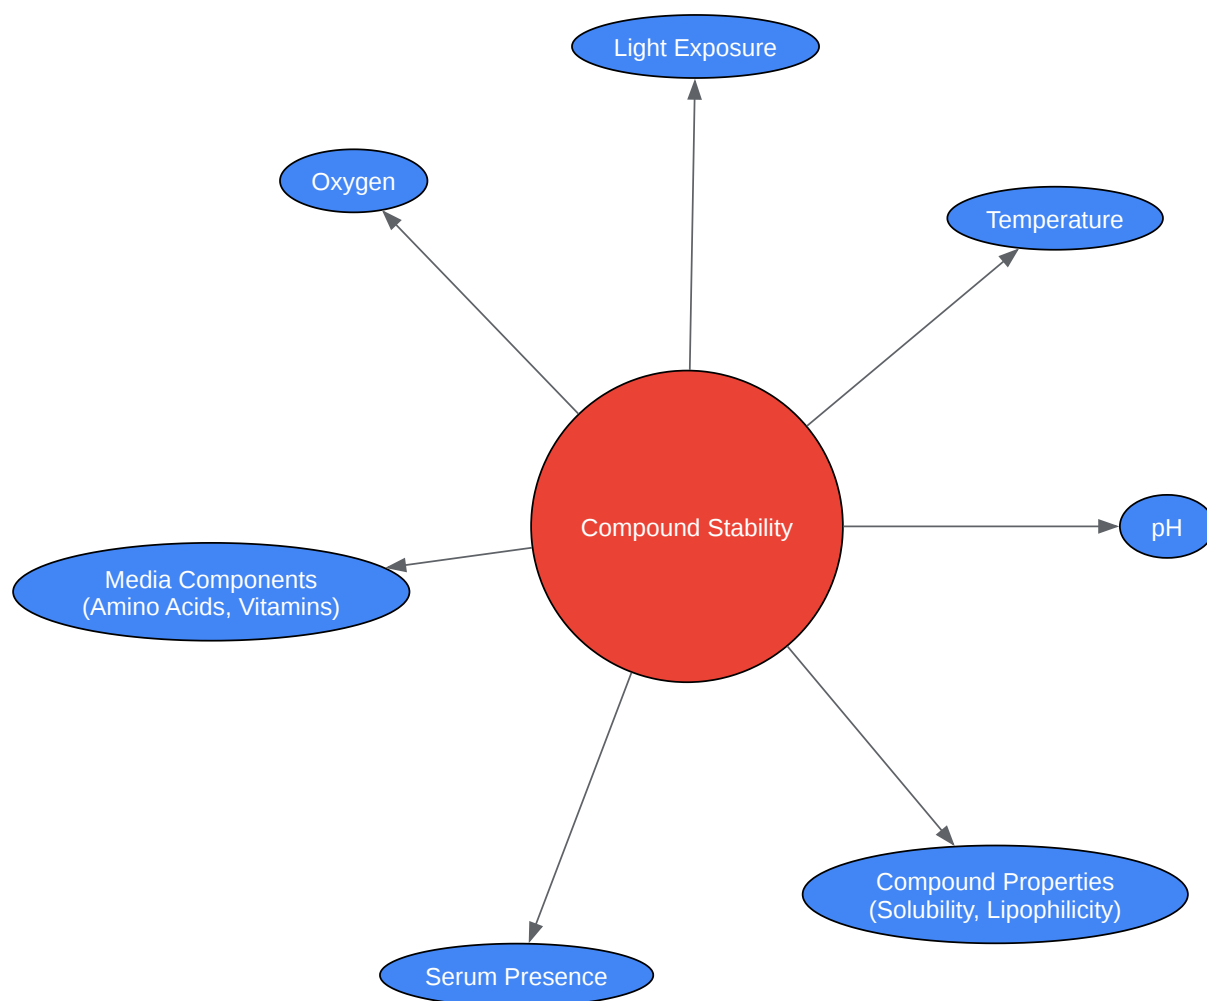 Light Exposure
Oxygen
Temperature
Compound Stability
pH
Media Components
(Amino Acids, Vitamins)
Compound Properties
(Solubility, Lipophilicity)
Serum Presence